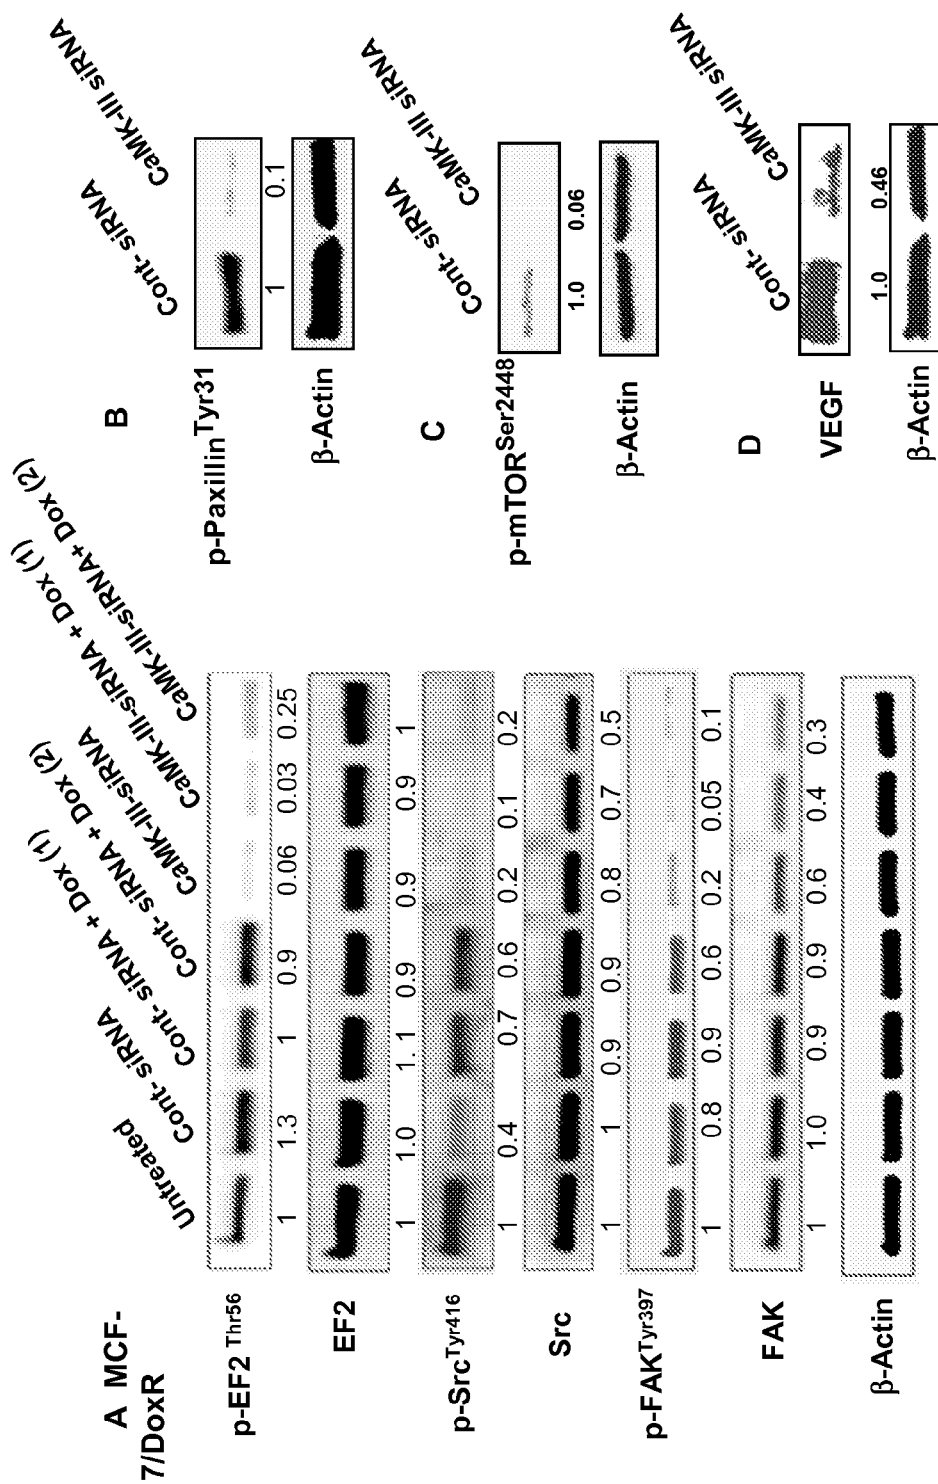 A MCF-
7/DoxR
Untreated
Cont- siRNA
Cont- siRNA + Dox (1)
Cont- siRNA + Dox (2)
CaMK-III-siRNA
CaMK-III-siRNA + Dox (1)
CaMK-III-siRNA+ Dox (2)
p-EF2 Thr56
1 1.3 1 0.9 0.06 0.03 0.25
EF2
1 1.0 1.1 0.9 0.9 0.9 1
p-SrcTyr416
1 0.4 0.7 0.6 0.2 0.1 0.2
Src
1 1 0.9 0.9 0.8 0.7 0.5
p-FAKTyr397
1 0.8 0.9 0.6 0.2 0.05 0.1
FAK
1 1.0 0.9 0.9 0.6 0.4 0.3
β-Actin
B
Cont- siRNA
CaMK-III siRNA
p-PaxillinTyr31
1 0.1
β-Actin
C
Cont- siRNA
CaMK-III siRNA
p-mTORSer2448
1.0 0.06
β-Actin
D
Cont- siRNA
CaMK-III siRNA
VEGF
1.0 0.46
β-Actin